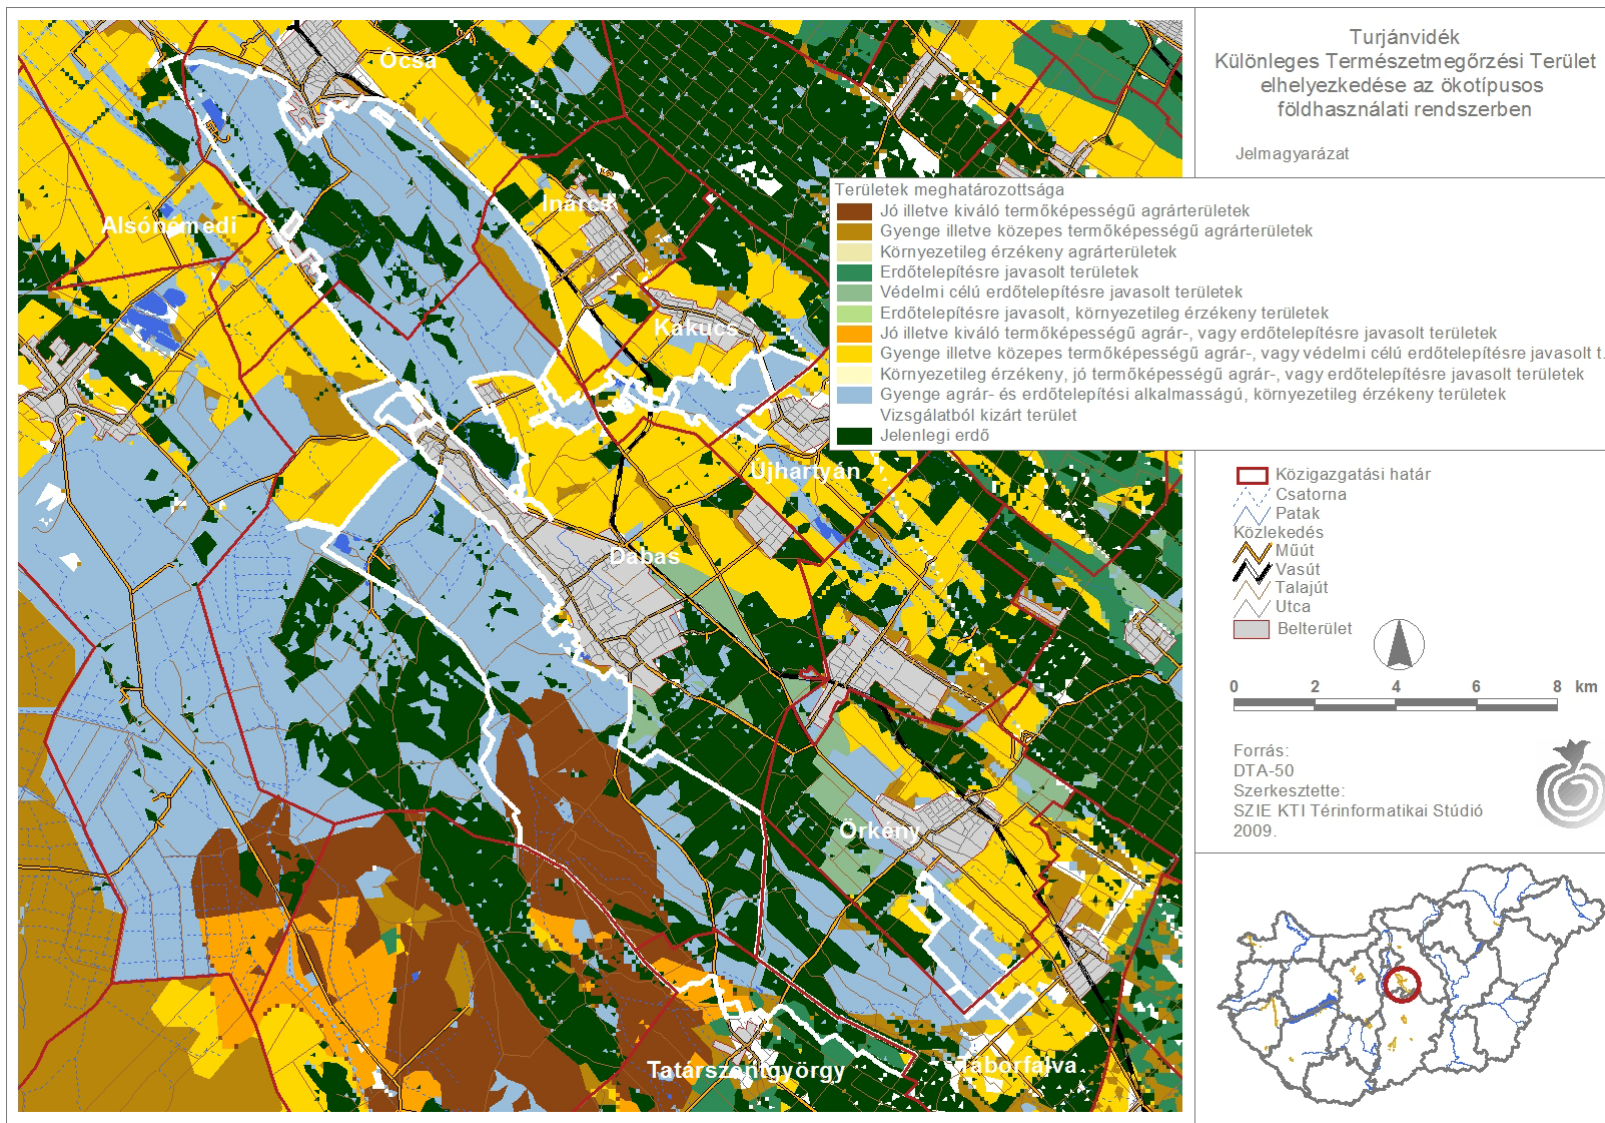 Turjánvidék
Különleges Természetmegőrzési Terület
elhelyezkedése az ökotípusos
földhasználati rendszerben
Jelmagyarázat
Területek meghatározottsága
Jó illetve kiváló termőképességű agrárterületek
Gyenge illetve közepes termőképességű agrárterületek
Környezetileg érzékeny agrárterületek
Erdőtelepítésre javasolt területek
Védelmi célú erdőtelepítésre javasolt területek
Erdőtelepítésre javasolt, környezetileg érzékeny területek
Jó illetve kiváló termőképességű agrár-, vagy erdőtelepítésre javasolt területek
Gyenge illetve közepes termőképességű agrár-, vagy védelmi célú erdőtelepítésre javasolt t.
Környezetileg érzékeny, jó termőképességű agrár-, vagy erdőtelepítésre javasolt területek
Gyenge agrár- és erdőtelepítési alkalmasságú, környezetileg érzékeny területek
Vizsgálatból kizárt terület
Jelenlegi erdő
Közigazgatási határ
Csatorna
Patak
Közlekedés
Műút
Vasút
Talajút
Utca
Belterület
0 2 4 6 8 km
Forrás:
DTA-50
Szerkesztette:
SZIE KTI Térinformatikai Stúdió
2009.
Ócsa
Inárcs
Alsónémedi
Kakucs
Újhartyán
Dabas
Örkény
Tatárszentgyörgy
Táborfalva